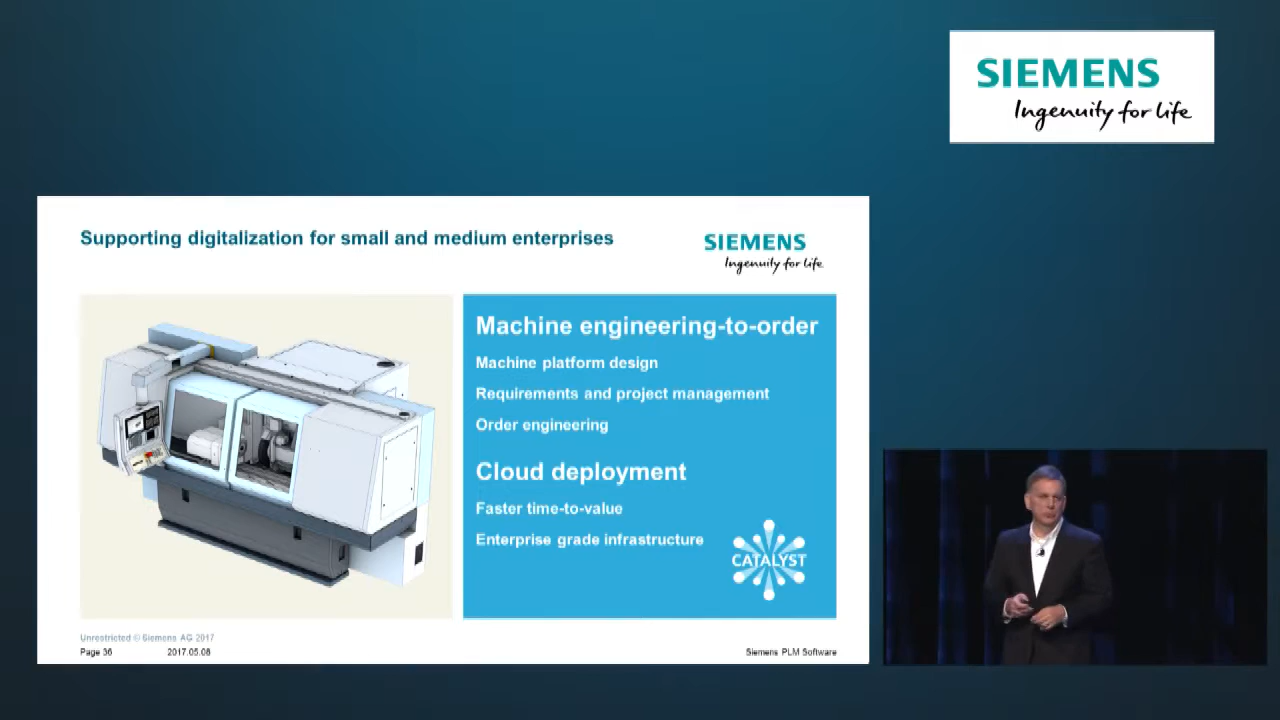 SIEMENS
Ingenuity for life
Supporting digitalization for small and medium enterprises
SIEMENS
Ingenuity for life
Machine engineering-to-order
Machine platform design
Requirements and project management
Order engineering
Cloud deployment
Faster time-to-value
Enterprise grade infrastructure
CATALYST
Unrestricted © Siemens AG 2017
Page 36
2017.05.08
Siemens PLM Software